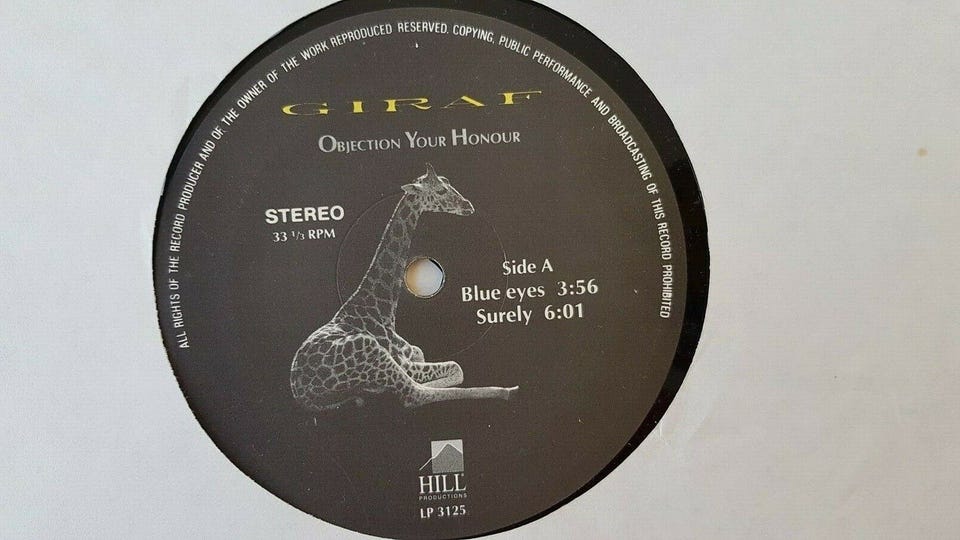 ALL RIGHTS OF THE RECORD PRODUCER AND OF THE OWNER OF THE WORK REPRODUCED RESERVED. COPYING, PUBLIC PERFORMANCE AND BROADCASTING OF THIS RECORD PROHIBITED
GIRAF
OBJECTION YOUR HONOUR
STEREO
33 1/3 RPM
Side A
Blue eyes 3:56
Surely 6:01
HILL
PRODUCTIONS
LP 3125